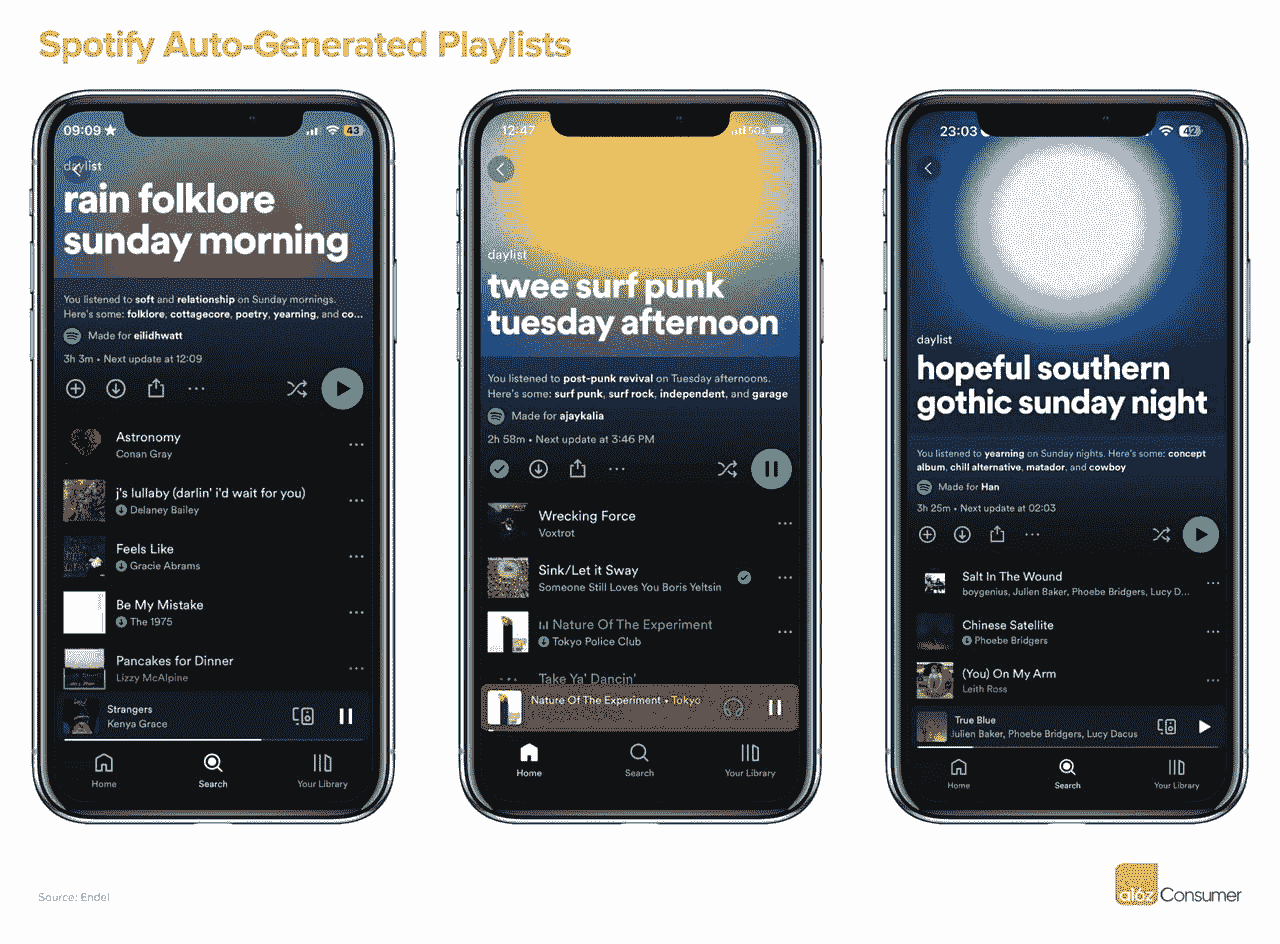 Spotify Auto-Generated Playlists
09:09
43
daylist
rain folklore
sunday morning
You listened to soft and relationship on Sunday mornings.
Here's some: folklore, cottagecore, poetry, yearning, and co...
Made for eilidhwatt
3h 3m • Next update at 12:09
Astronomy
Conan Gray
j's lullaby (darlin' i'd wait for you)
Delaney Bailey
Feels Like
Gracie Abrams
Be My Mistake
The 1975
Pancakes for Dinner
Lizzy McAlpine
Strangers
Kenya Grace
Home
Search
Your Library
12:47
daylist
twee surf punk
tuesday afternoon
You listened to post-punk revival on Tuesday afternoons.
Here's some: surf punk, surf rock, independent, and garage
Made for ajaykalia
2h 58m • Next update at 3:46 PM
Wrecking Force
Voxtrot
Sink/Let it Sway
Someone Still Loves You Boris Yeltsin
Nature Of The Experiment
Tokyo Police Club
Take Ya' Dancin'
Nature Of The Experiment • Tokyo
Home
Search
Your Library
23:03
42
daylist
hopeful southern
gothic sunday night
You listened to yearning on Sunday nights. Here's some: concept
album, chill alternative, matador, and cowboy
Made for Han
3h 25m • Next update at 02:03
Salt In The Wound
boygenius, Julien Baker, Phoebe Bridgers, Lucy D...
Chinese Satellite
Phoebe Bridgers
(You) On My Arm
Leith Ross
True Blue
Julien Baker, Phoebe Bridgers, Lucy Dacus
Home
Search
Your Library
Source: Endel
a16z Consumer